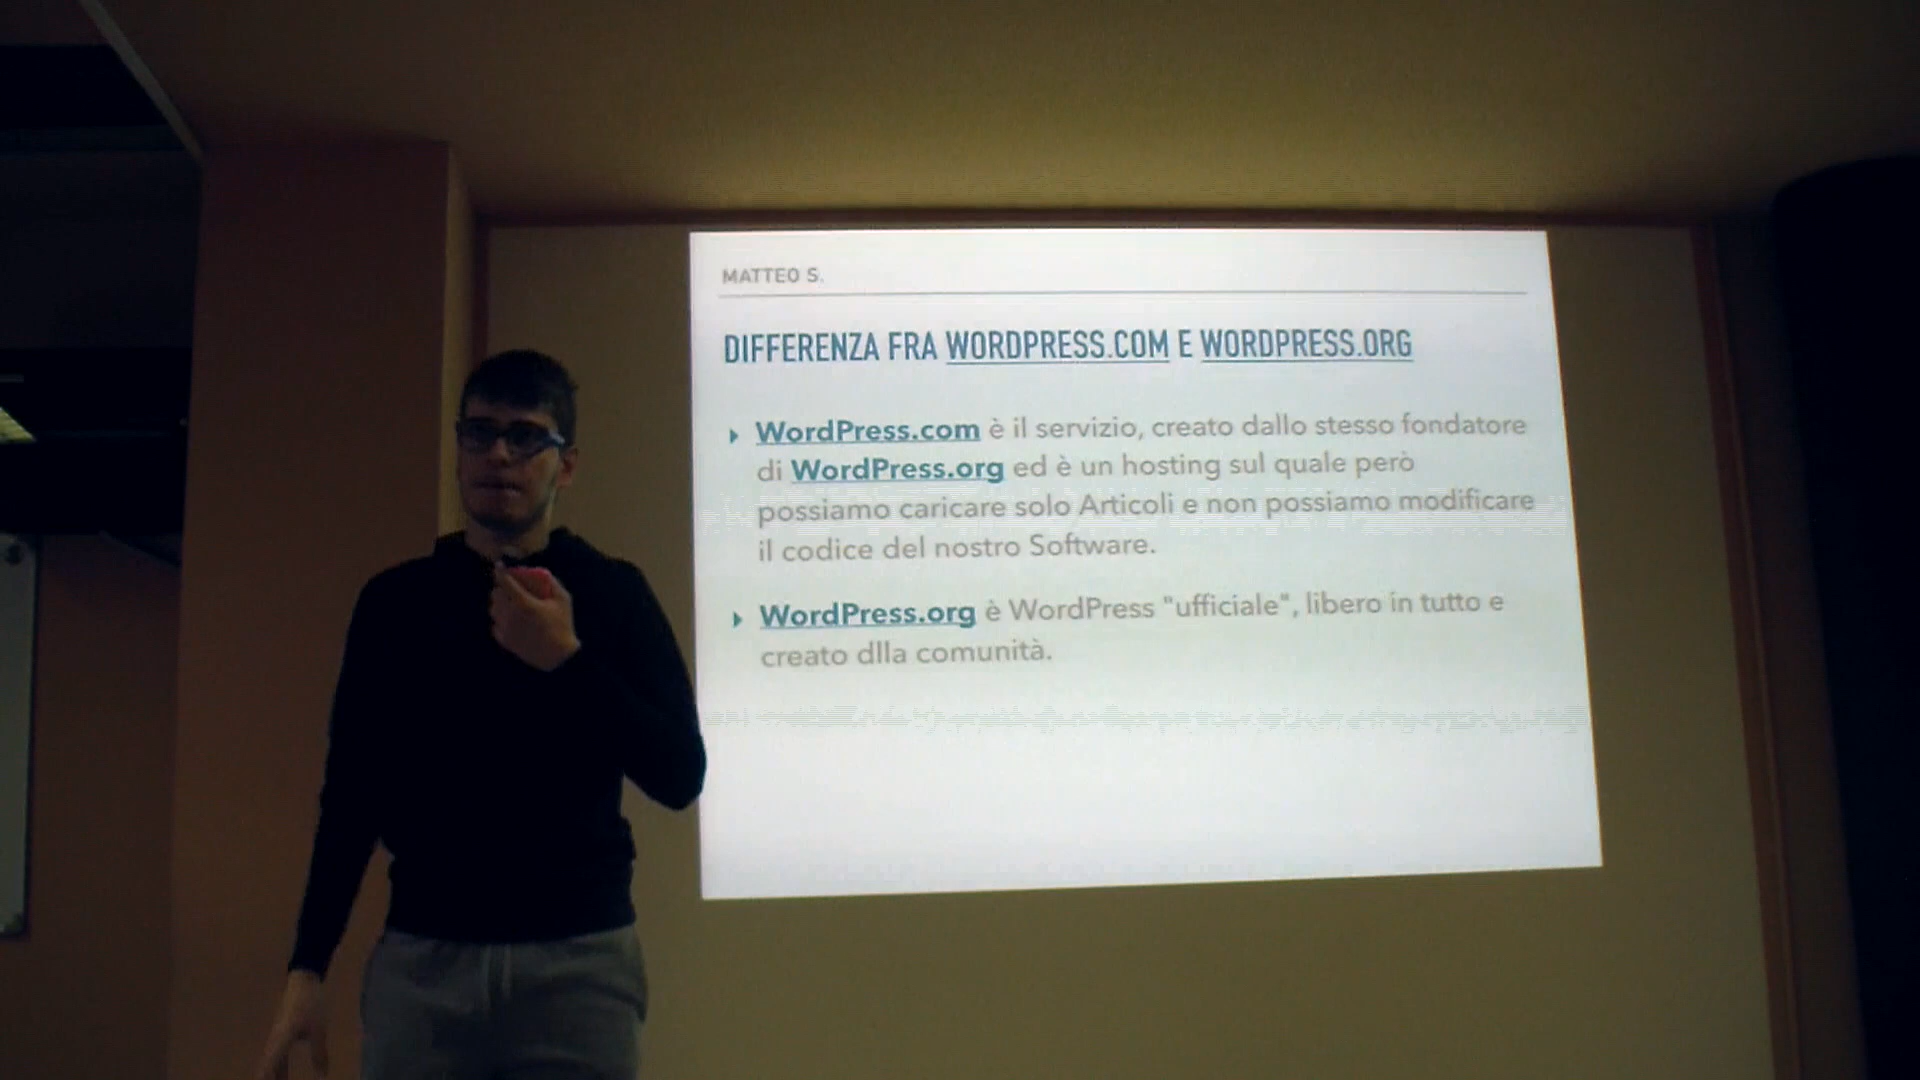 MATTEO S.
DIFFERENZA FRA WORDPRESS.COM E WORDPRESS.ORG
WordPress.com è il servizio, creato dallo stesso fondatore
di WordPress.org ed è un hosting sul quale però
possiamo caricare solo Articoli e non possiamo modificare
il codice del nostro Software.
WordPress.org è WordPress "ufficiale", libero in tutto e
creato dlla comunità.